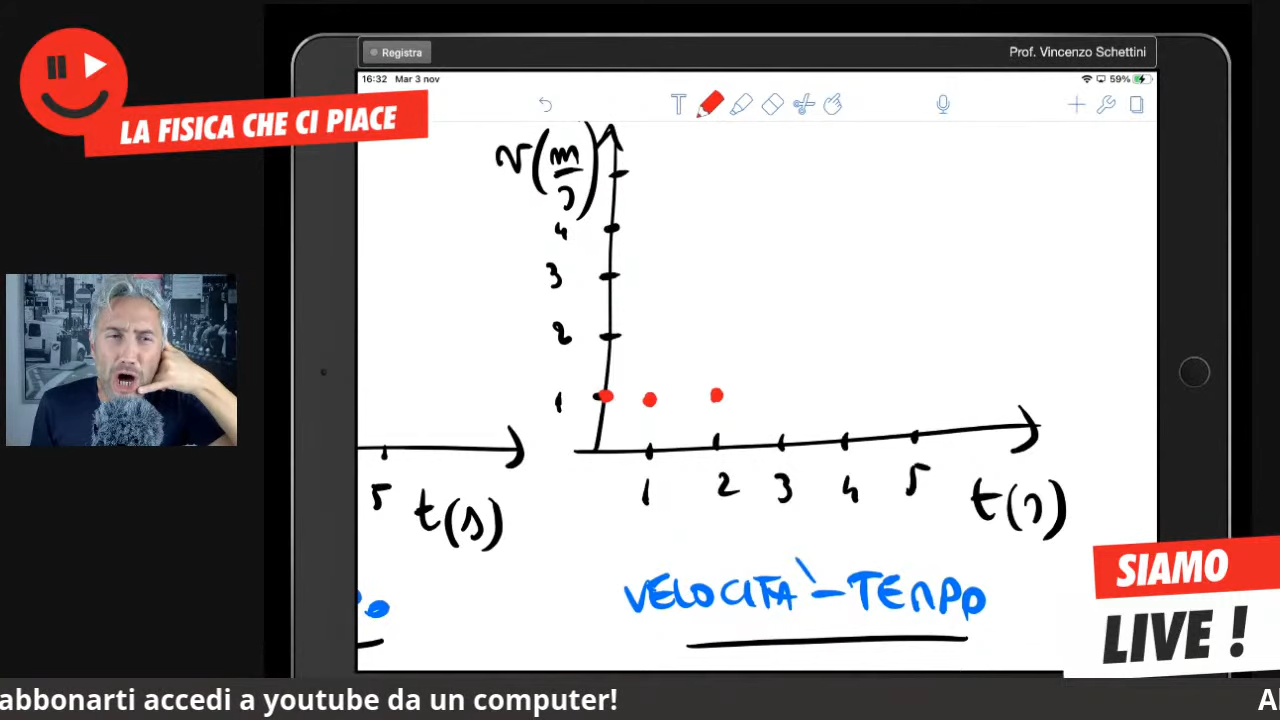 Registra
Prof. Vincenzo Schettini
16:32 Mar 3 nov
59%
LA FISICA CHE CI PIACE
T
v(m/s)
4
3
2
1
1 2 3 4 5
t(s)
5
t(s)
VELOCITÀ-TEMPO
SIAMO
LIVE !
abbonarti accedi a youtube da un computer!